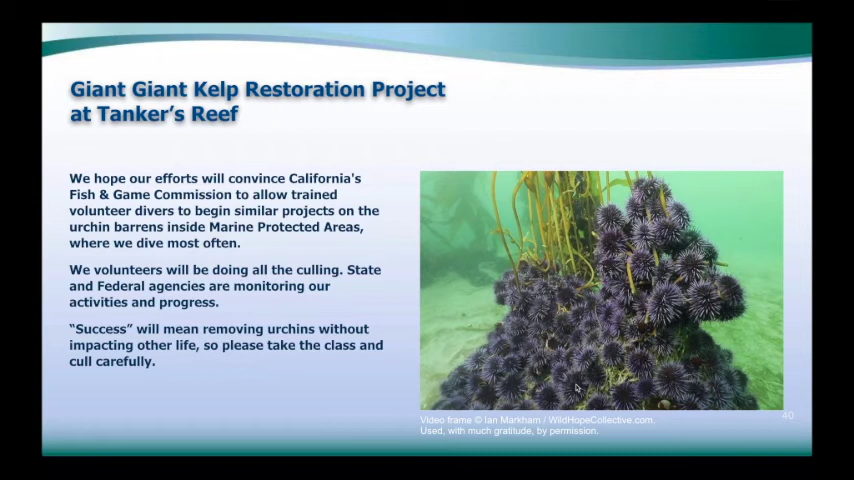 Giant Giant Kelp Restoration Project
at Tanker's Reef
We hope our efforts will convince California's
Fish & Game Commission to allow trained
volunteer divers to begin similar projects on the
urchin barrens inside Marine Protected Areas,
where we dive most often.
We volunteers will be doing all the culling. State
and Federal agencies are monitoring our
activities and progress.
“Success” will mean removing urchins without
impacting other life, so please take the class and
cull carefully.
40
Video frame © Ian Markham / WildHopeCollective.com.
Used, with much gratitude, by permission.